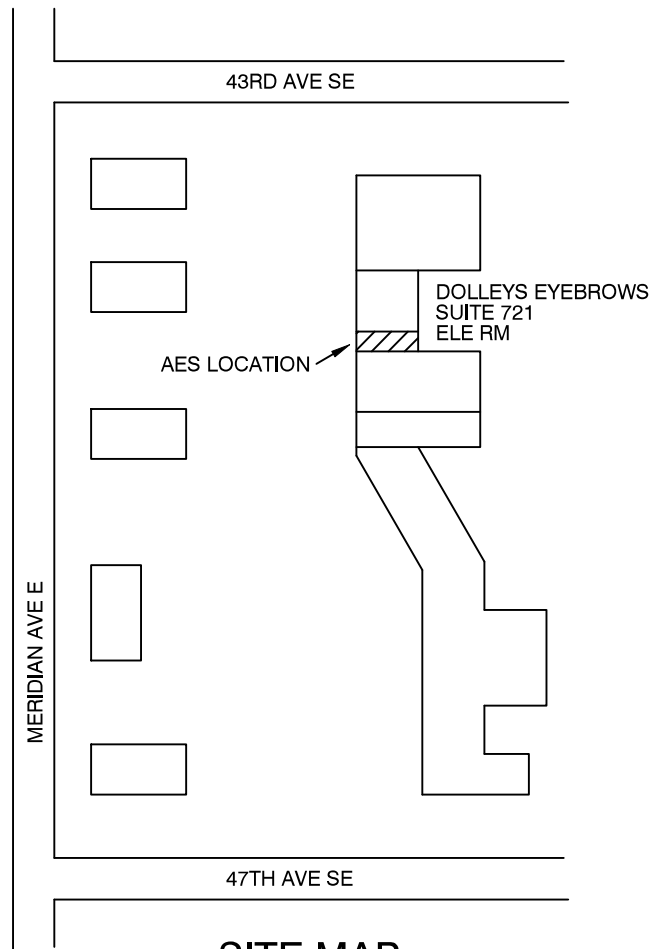 43RD AVE SE
DOLLEYS EYEBROWS
SUITE 721
ELE RM
AES LOCATION
MERIDIAN AVE E
47TH AVE SE
SITE MAP